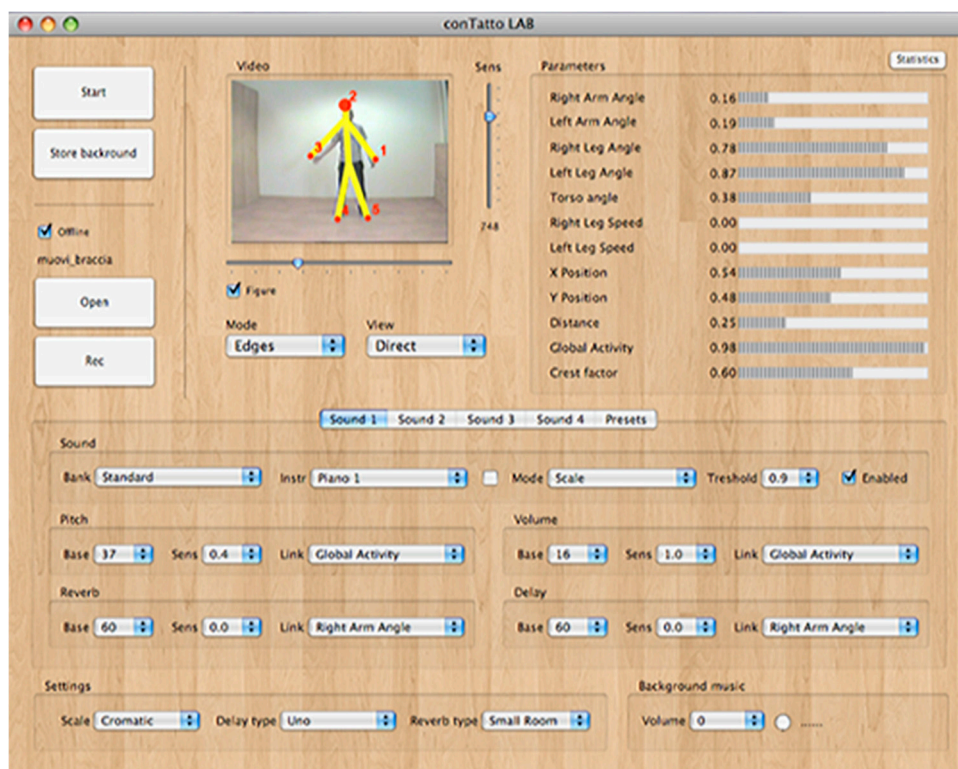 conTatto LAB
Start
Store backround
Offline
muovi_braccia
Open
Rec
Video
2
3
1
4
5
Sens
748
Figure
Mode
Edges
View
Direct
Parameters
Statistics
Right Arm Angle 0.16
Left Arm Angle 0.19
Right Leg Angle 0.78
Left Leg Angle 0.87
Torso angle 0.38
Right Leg Speed 0.00
Left Leg Speed 0.00
X Position 0.54
Y Position 0.48
Distance 0.25
Global Activity 0.98
Crest factor 0.60
Sound 1 Sound 2 Sound 3 Sound 4 Presets
Sound
Bank Standard Instr Piano 1 Mode Scale Treshold 0.9 Enabled
Pitch
Base 37 Sens 0.4 Link Global Activity
Volume
Base 16 Sens 1.0 Link Global Activity
Reverb
Base 60 Sens 0.0 Link Right Arm Angle
Delay
Base 60 Sens 0.0 Link Right Arm Angle
Settings
Scale Cromatic Delay type Uno Reverb type Small Room
Background music
Volume 0 ......